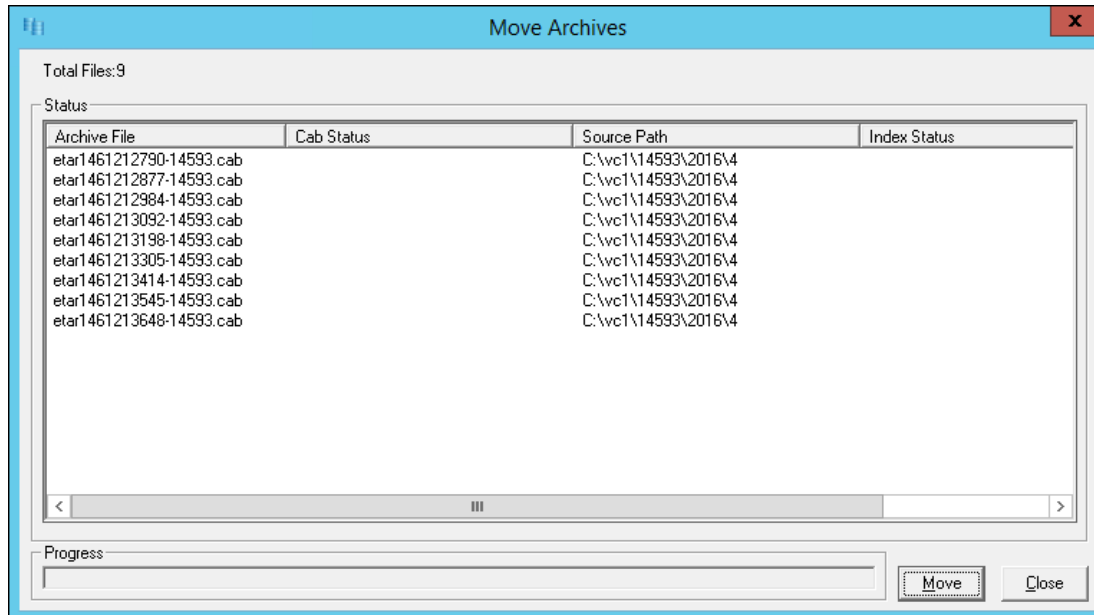 Move Archives
x
Total Files:9
Status
Archive File Cab Status Source Path Index Status
etar1461212790-14593.cab C:\vc1\14593\2016\4
etar1461212877-14593.cab C:\vc1\14593\2016\4
etar1461212984-14593.cab C:\vc1\14593\2016\4
etar1461213092-14593.cab C:\vc1\14593\2016\4
etar1461213198-14593.cab C:\vc1\14593\2016\4
etar1461213305-14593.cab C:\vc1\14593\2016\4
etar1461213414-14593.cab C:\vc1\14593\2016\4
etar1461213545-14593.cab C:\vc1\14593\2016\4
etar1461213648-14593.cab C:\vc1\14593\2016\4
Progress
Move Close